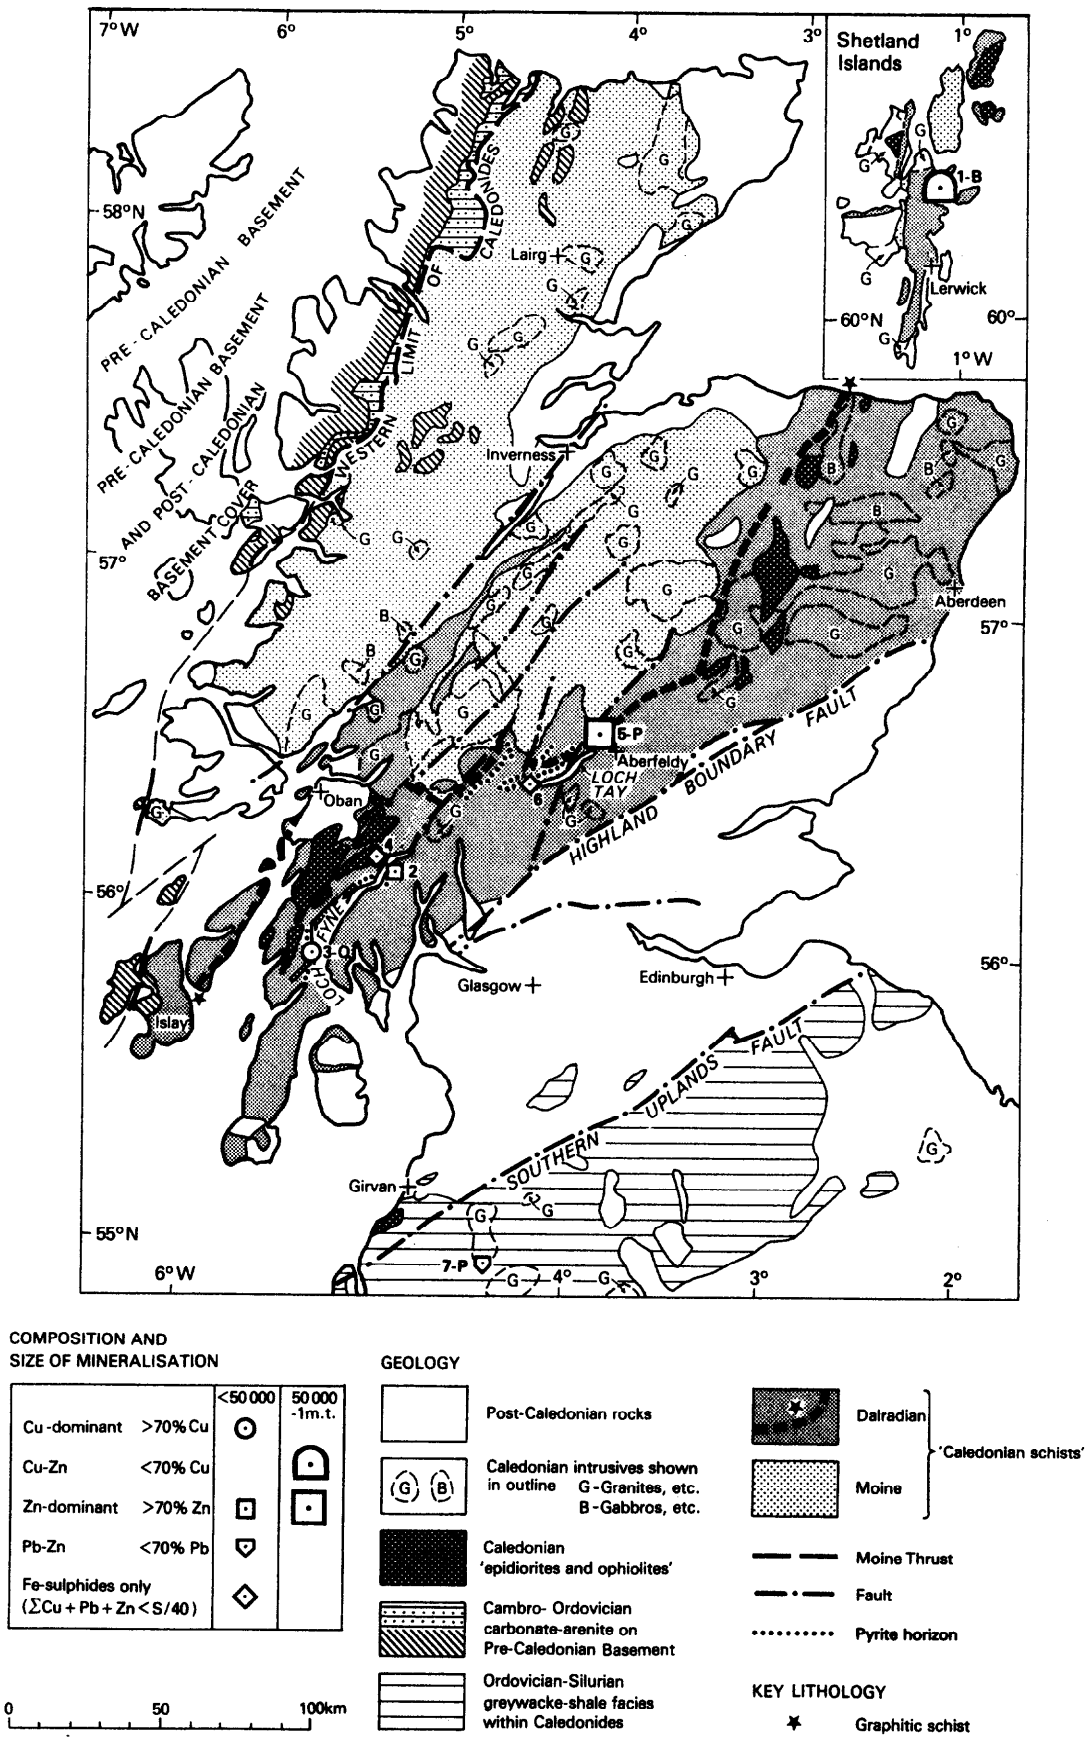 7°W
6°
5°
4°
3°
1°
Shetland
Islands
G
G
1-B
G
Lerwick
60°N
60°
G
1°W
58°N
PRE-CALEDONIAN BASEMENT
PRE-CALEDONIAN BASEMENT
AND POST-CALEDONIAN
BASEMENT COVER
WESTERN LIMIT OF CALEDONIDES
G
G
G
Lairg
G
G
G
G
Inverness
G
G
G
G
B
G
B
G
B
57°
G
G
G
G
G
G
G
G
G
Aberdeen
57°
B
B
G
G
G
G
G
G
G
G
G
G
5-P
Aberfeldy
LOCH
TAY
6
G
G
G
Oban
HIGHLAND BOUNDARY FAULT
4
2
56°
LOCH FYNE
3-O
Islay
Glasgow
Edinburgh
56°
SOUTHERN UPLANDS FAULT
G
Girvan
G
G
55°N
7-P
G
G
6°W
4°
3°
2°
COMPOSITION AND
SIZE OF MINERALISATION
<50 000
50 000
-1m.t.
Cu-dominant >70% Cu
Cu-Zn <70% Cu
Zn-dominant >70% Zn
Pb-Zn <70% Pb
Fe-sulphides only
(ΣCu + Pb + Zn < S/40)
0 50 100km
GEOLOGY
Post-Caledonian rocks
G B
Caledonian intrusives shown
in outline G-Granites, etc.
B-Gabbros, etc.
Caledonian
'epidiorites and ophiolites'
Cambro-Ordovician
carbonate-arenite on
Pre-Caledonian Basement
Ordovician-Silurian
greywacke-shale facies
within Caledonides
Dalradian
'Caledonian schists'
Moine
Moine Thrust
Fault
Pyrite horizon
KEY LITHOLOGY
Graphitic schist